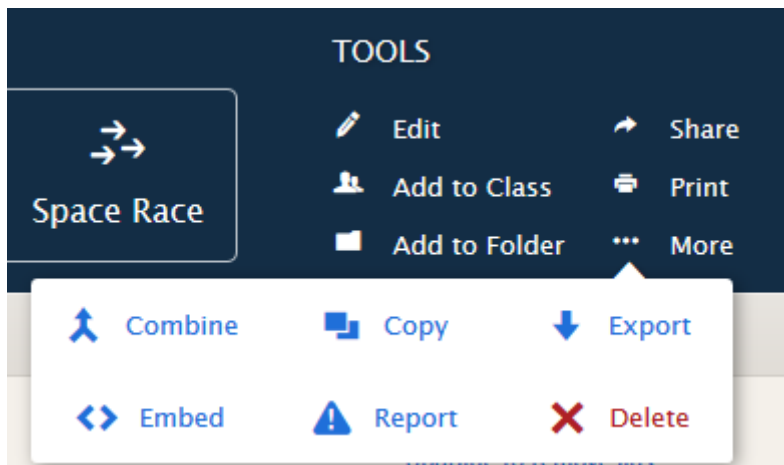 TOOLS
Edit Share
Space Race
Add to Class Print
Add to Folder More
Combine Copy Export
Embed Report Delete